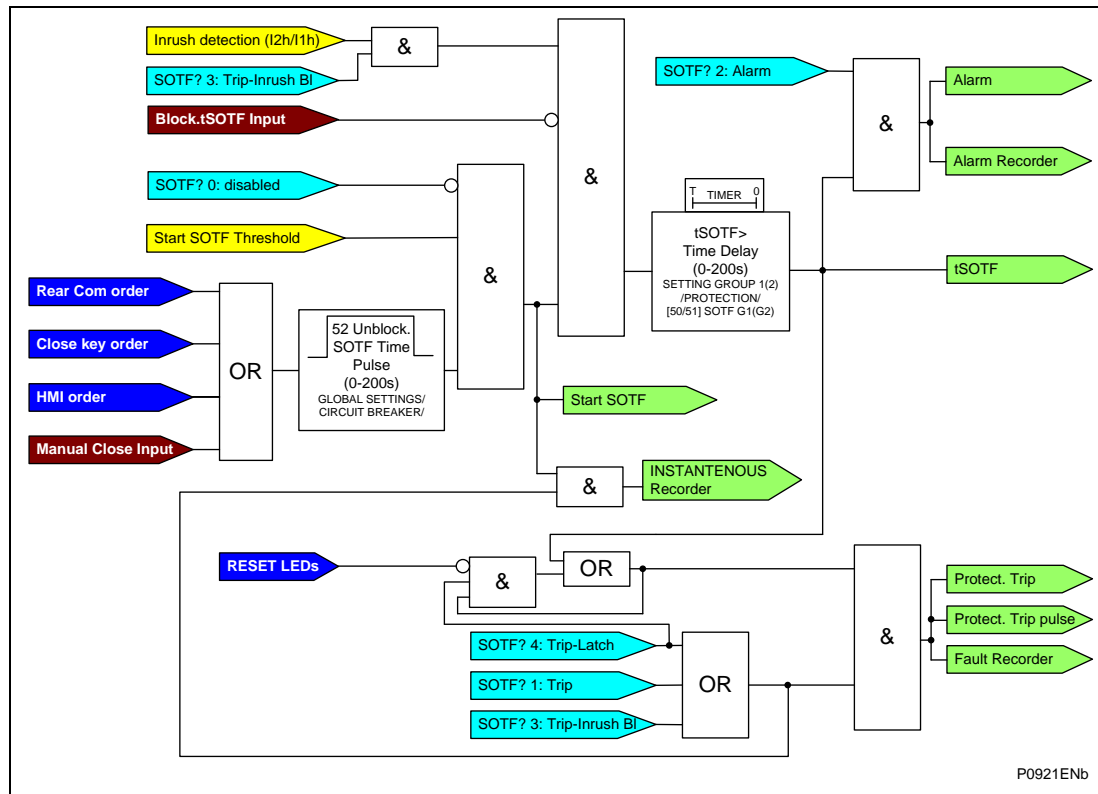 Inrush detection (I2h/I1h)
&
SOTF? 3: Trip-Inrush Bl
Block.tSOTF Input
SOTF? 0: disabled
Start SOTF Threshold
&
Rear Com order
Close key order
HMI order
Manual Close Input
OR
52 Unblock.
SOTF Time
Pulse
(0-200s)
GLOBAL SETTINGS/
CIRCUIT BREAKER/
&
T TIMER 0
tSOTF>
Time Delay
(0-200s)
SETTING GROUP 1(2)
/PROTECTION/
[50/51] SOTF G1(G2)
SOTF? 2: Alarm
&
Alarm
Alarm Recorder
tSOTF
Start SOTF
&
INSTANTENOUS
Recorder
RESET LEDs
&
OR
SOTF? 4: Trip-Latch
SOTF? 1: Trip
SOTF? 3: Trip-Inrush Bl
OR
&
Protect. Trip
Protect. Trip pulse
Fault Recorder
P0921ENb